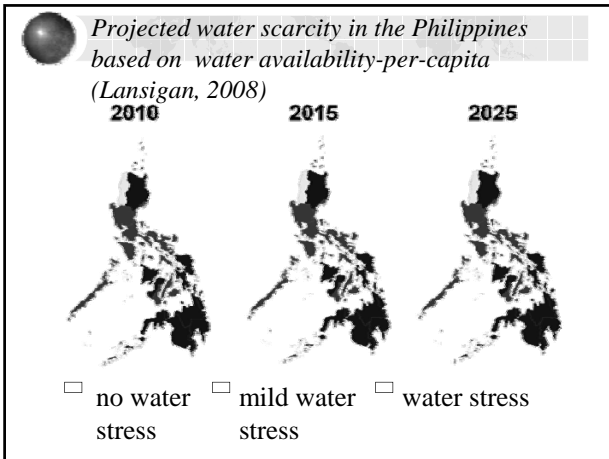 Projected water scarcity in the Philippines
based on water availability-per-capita
(Lansigan, 2008)
2010 2015 2025
no water mild water water stress
stress stress